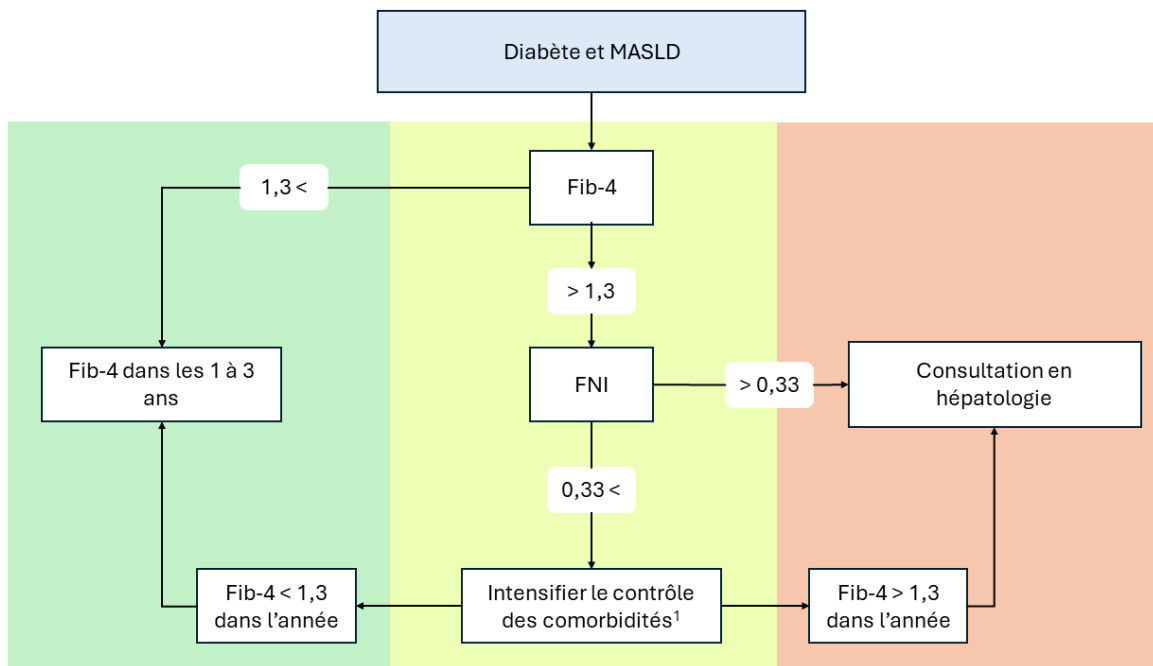 Diabète et MASLD
Fib-4
1,3 <
> 1,3
Fib-4 dans les 1 à 3
ans
FNI
> 0,33
Consultation en
hépatologie
0,33 <
Fib-4 < 1,3
dans l’année
Intensifier le contrôle
des comorbidités¹
Fib-4 > 1,3
dans l’année